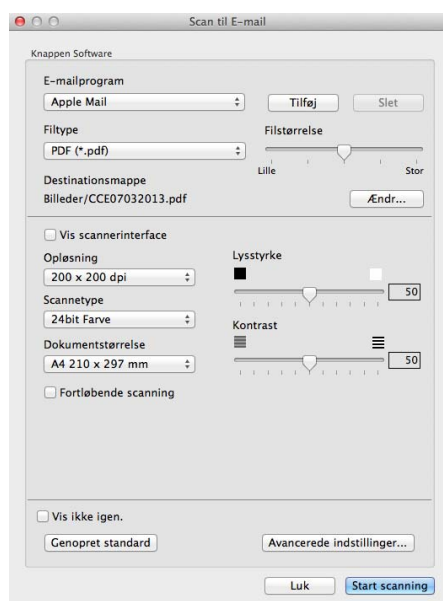 Scan til E-mail
Knappen Software
E-mailprogram
Apple Mail
Tilføj
Slet
Filtype
Filstørrelse
PDF (*.pdf)
Lille
Stor
Destinationsmappe
Billeder/CCE07032013.pdf
Ændr...
Vis scannerinterface
Opløsning
Lysstyrke
200 x 200 dpi
50
Scannetype
24bit Farve
Kontrast
Dokumentstørrelse
A4 210 x 297 mm
50
Fortløbende scanning
Vis ikke igen.
Genopret standard
Avancerede indstillinger...
Luk
Start scanning